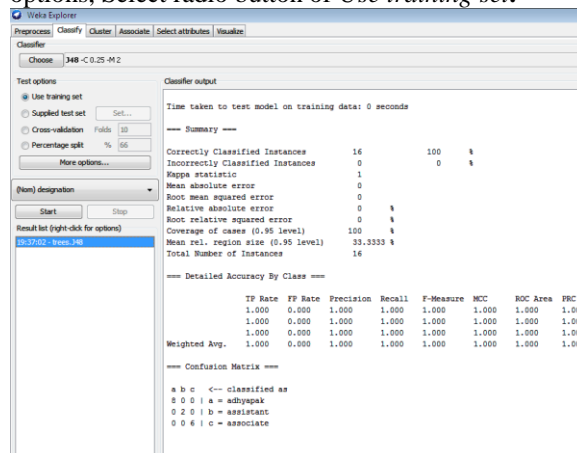 options, Select radio button of Use training set.
Weka Explorer
Preprocess Classify Cluster Associate Select attributes Visualize
Classifier
Choose J48 -C 0.25 -M 2
Test options
Use training set
Supplied test set Set...
Cross-validation Folds 10
Percentage split % 66
More options...
(Nom) designation
Start Stop
Result list (right-click for options)
19:37:02 - trees.J48
Classifier output
Time taken to test model on training data: 0 seconds
=== Summary ===
Correctly Classified Instances 16 100 %
Incorrectly Classified Instances 0 0 %
Kappa statistic 1
Mean absolute error 0
Root mean squared error 0
Relative absolute error 0 %
Root relative squared error 0 %
Coverage of cases (0.95 level) 100 %
Mean rel. region size (0.95 level) 33.3333 %
Total Number of Instances 16
=== Detailed Accuracy By Class ===
TP Rate FP Rate Precision Recall F-Measure MCC ROC Area PRC
1.000 0.000 1.000 1.000 1.000 1.000 1.000 1.00
1.000 0.000 1.000 1.000 1.000 1.000 1.000 1.00
1.000 0.000 1.000 1.000 1.000 1.000 1.000 1.00
Weighted Avg. 1.000 0.000 1.000 1.000 1.000 1.000 1.000 1.00
=== Confusion Matrix ===
a b c <-- classified as
8 0 0 | a = adhyapak
0 2 0 | b = assistant
0 0 6 | c = associate